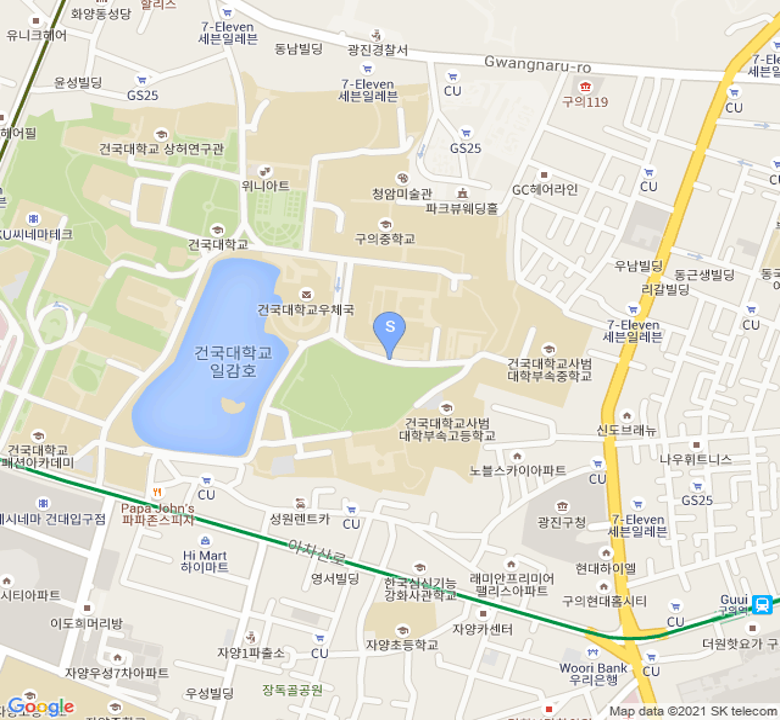 할리스
화양동성당
유니크헤어
7-Eleven
세븐일레븐
동남빌딩
광진경찰서
Gwangnaru-ro
윤성빌딩
GS25
7-Eleven
세븐일레븐
CU
구의119
CU
헤어필
건국대학교 상허연구관
GS25
CU
위니아트
청암미술관
파크뷰웨딩홀
GC헤어라인
CU
KU씨네마테크
건국대학교
구의중학교
우남빌딩
동근생빌딩
리갈빌딩
건국대학교우체국
S
7-Eleven
세븐일레븐
CU
건국대학교
일감호
건국대학교사범
대학부속중학교
건국대학교사범
대학부속고등학교
신도브래뉴
건국대학교
패션아카데미
노블스카이아파트
CU
나우휘트니스
GS25
CU
Papa John's
파파존스피자
성원렌트카
CU
광진구청
7-Eleven
세븐일레븐
네시네마 건대입구점
Hi Mart
하이마트
아차산로
영서빌딩
한국심신기능
강화사관학교
래미안프리미어
팰리스아파트
현대하이엘
구의현대홈시티
시티아파트
이도희머리방
자양카센터
Guui
구의역
CU
자양1파출소
CU
자양초등학교
더원핫요가 구
자양우성7차아파트
우성빌딩
장독골공원
Woori Bank
우리은행
CU
Google
Map data ©2021 SK telecom